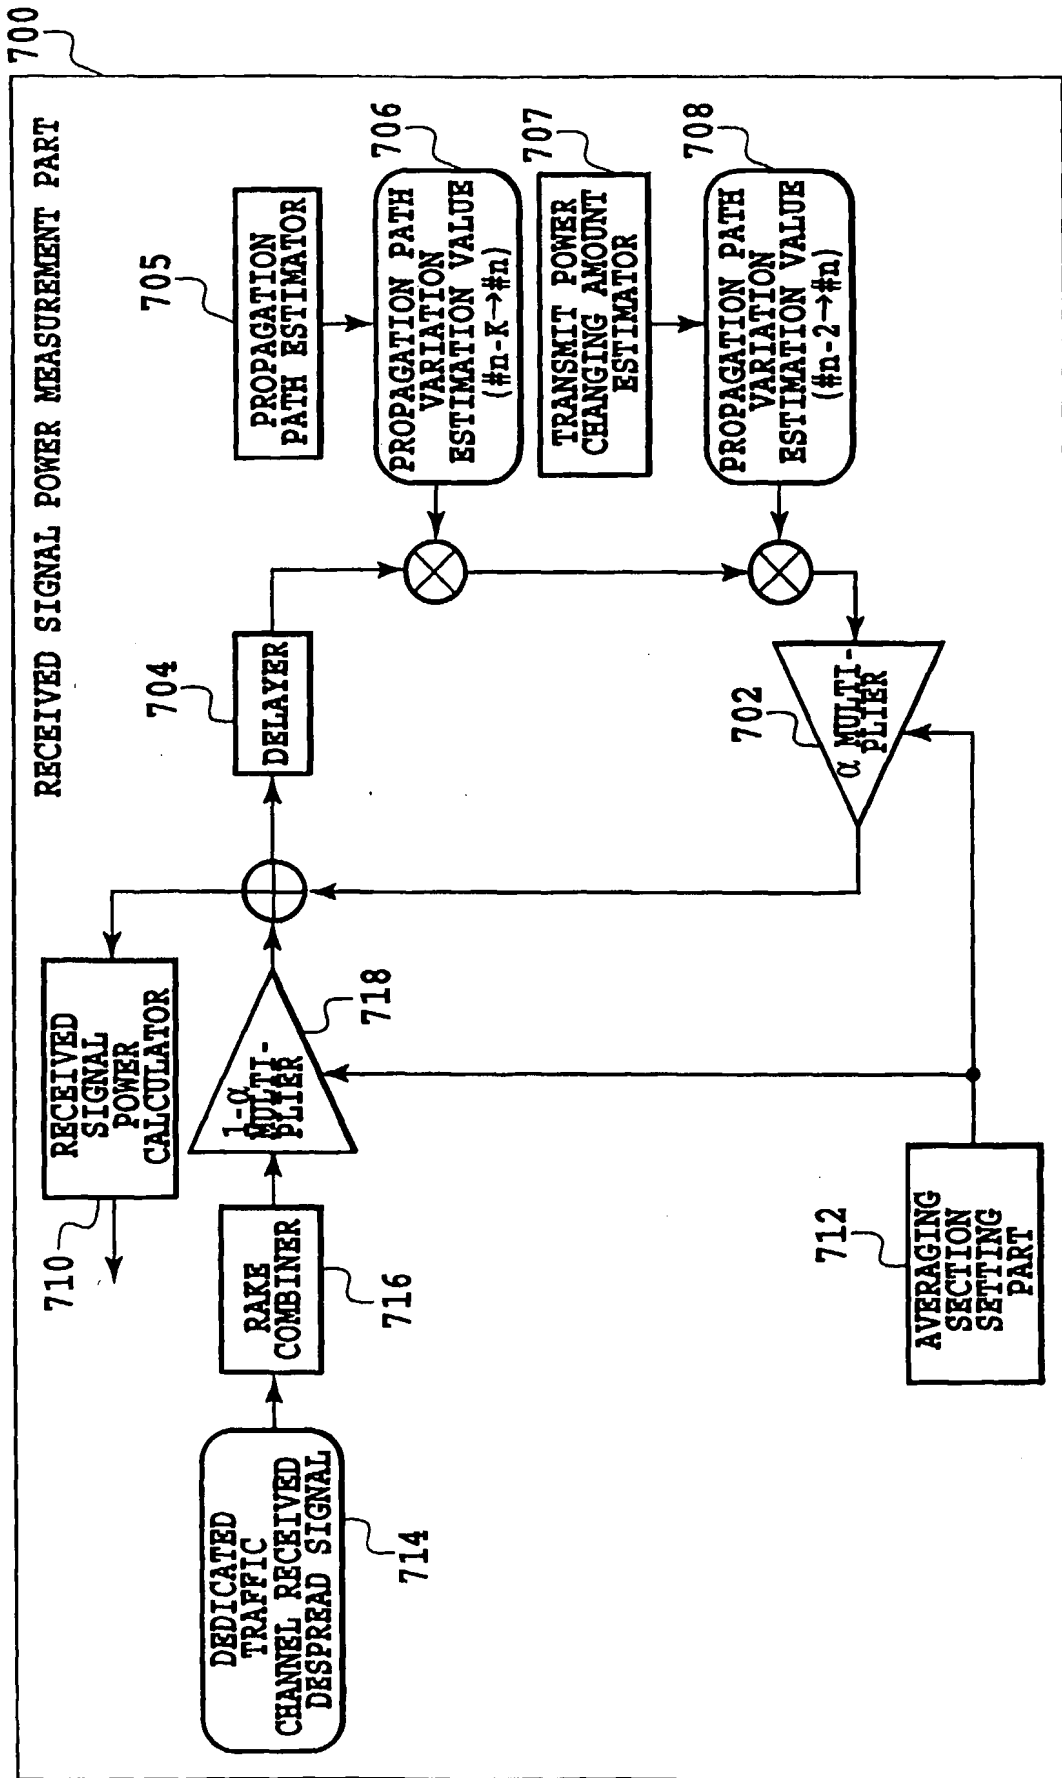 700
RECEIVED SIGNAL POWER MEASUREMENT PART
710
RECEIVED
SIGNAL
POWER
CALCULATOR
DEDICATED
TRAFFIC
CHANNEL RECEIVED
DESPREAD SIGNAL
714
RAKE
COMBINER
716
1-α
MULTI-
PLIER
718
704
DELAYER
705
PROPAGATION
PATH ESTIMATOR
706
PROPAGATION PATH
VARIATION
ESTIMATION VALUE
(#n-K→#n)
707
TRANSMIT POWER
CHANGING AMOUNT
ESTIMATOR
708
PROPAGATION PATH
VARIATION
ESTIMATION VALUE
(#n-2→#n)
702
α MULTI-
PLIER
712
AVERAGING
SECTION
SETTING
PART